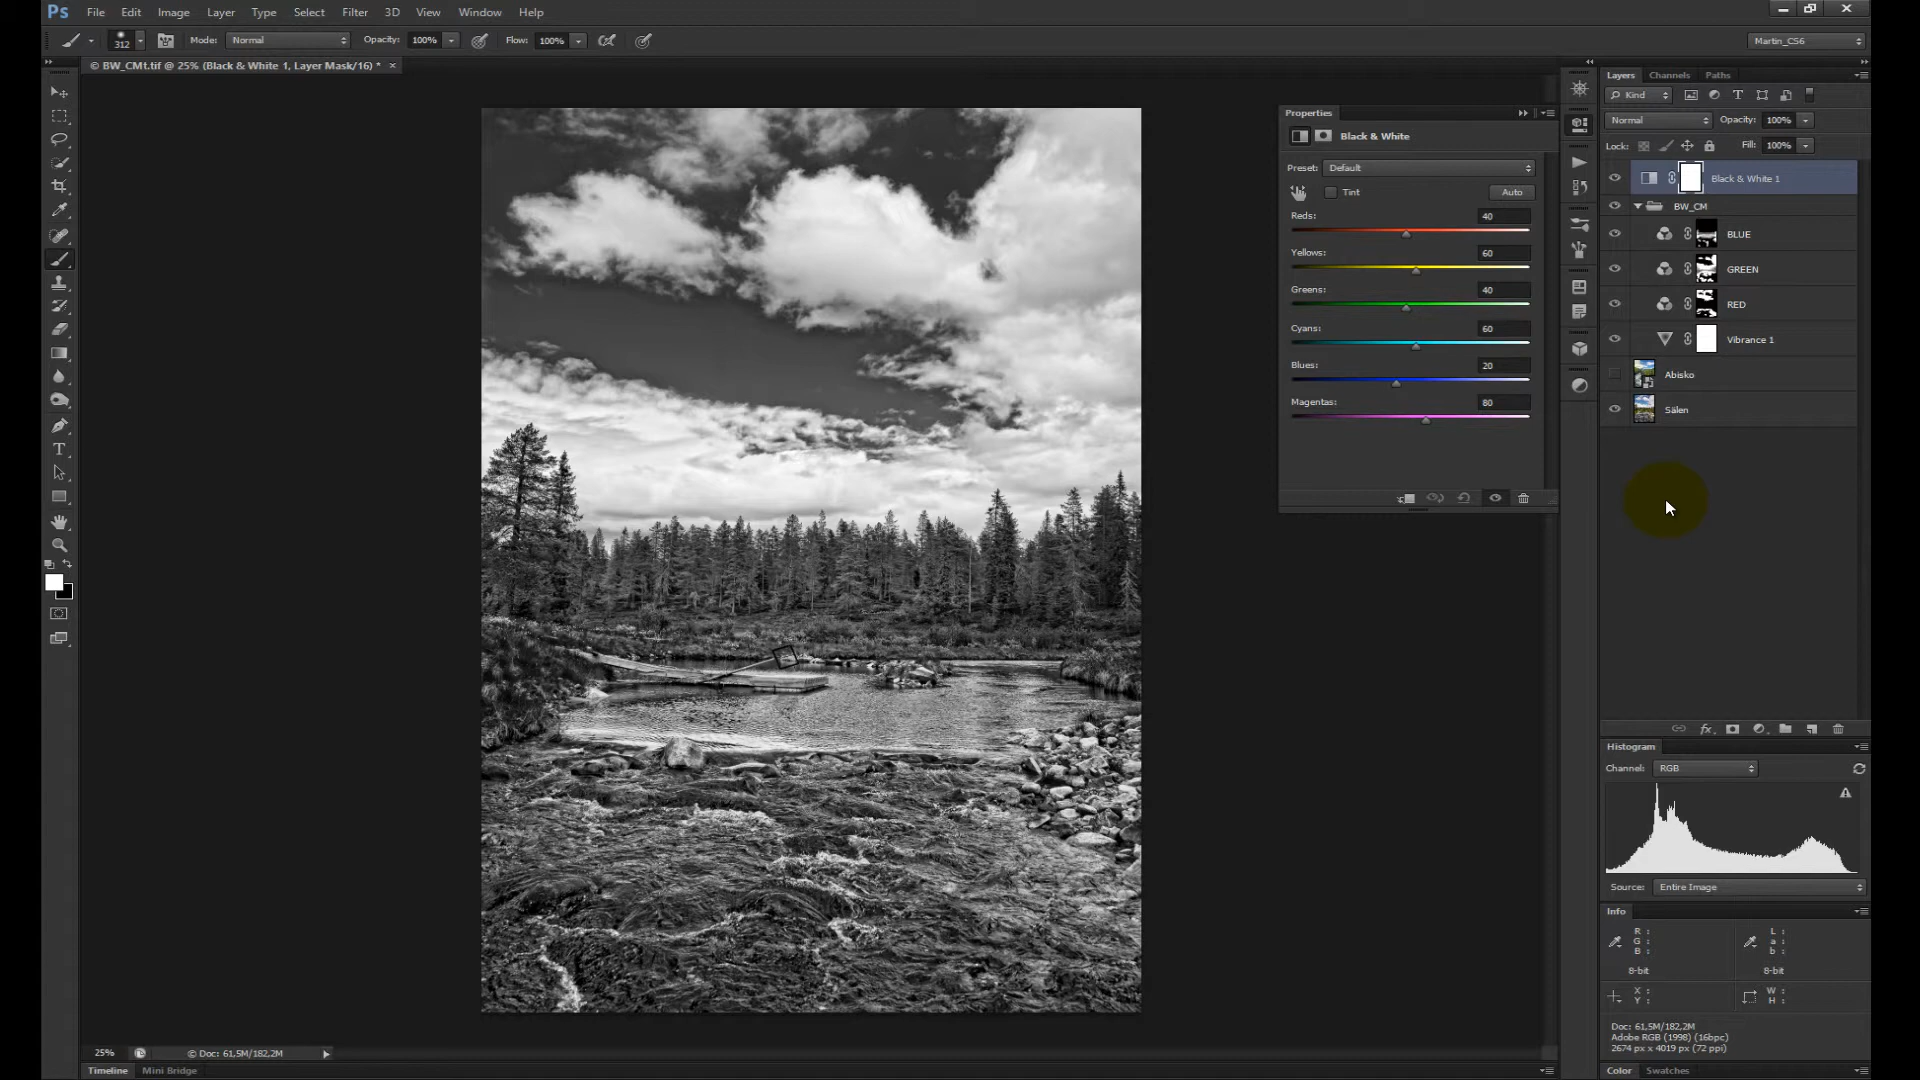 Ps File Edit Image Layer Type Select Filter 3D View Window Help
312 Mode: Normal Opacity: 100% Flow: 100% Martin_CS6
© BW_CMt.tif @ 25% (Black & White 1, Layer Mask/16) * ×
Properties
Black & White
Preset: Default
Tint Auto
Reds: 40
Yellows: 60
Greens: 40
Cyans: 60
Blues: 20
Magentas: 80
Layers Channels Paths
Kind
Normal Opacity: 100%
Lock: Fill: 100%
Black & White 1
BW_CM
BLUE
GREEN
RED
Vibrance 1
Abisko
Sälen
fx
Histogram
Channel: RGB
Source: Entire Image
Info
R :
G :
B :
L :
a :
b :
8-bit 8-bit
X :
Y :
W :
H :
Doc: 61,5M/182,2M
Adobe RGB (1998) (16bpc)
2674 px x 4019 px (72 ppi)
25% © Doc: 61,5M/182,2M
Timeline Mini Bridge
Color Swatches